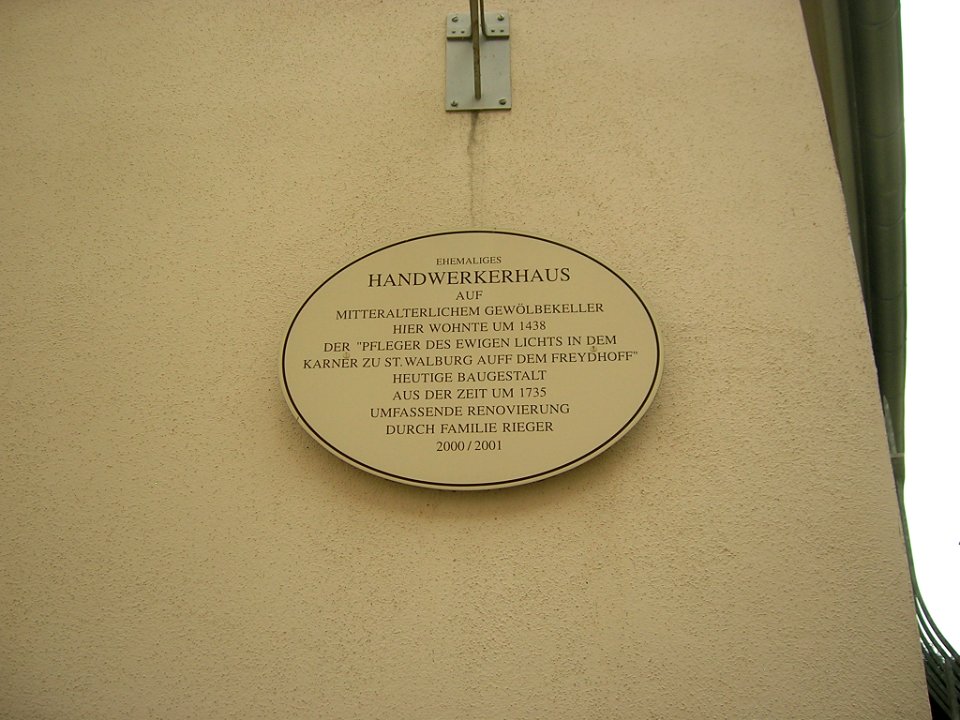 EHEMALIGES
HANDWERKERHAUS
AUF
MITTERALTERLICHEM GEWÖLBEKELLER
HIER WOHNTE UM 1438
DER "PFLEGER DES EWIGEN LICHTS IN DEM
KARNER ZU ST.WALBURG AUFF DEM FREYDHOFF"
HEUTIGE BAUGESTALT
AUS DER ZEIT UM 1735
UMFASSENDE RENOVIERUNG
DURCH FAMILIE RIEGER
2000/2001